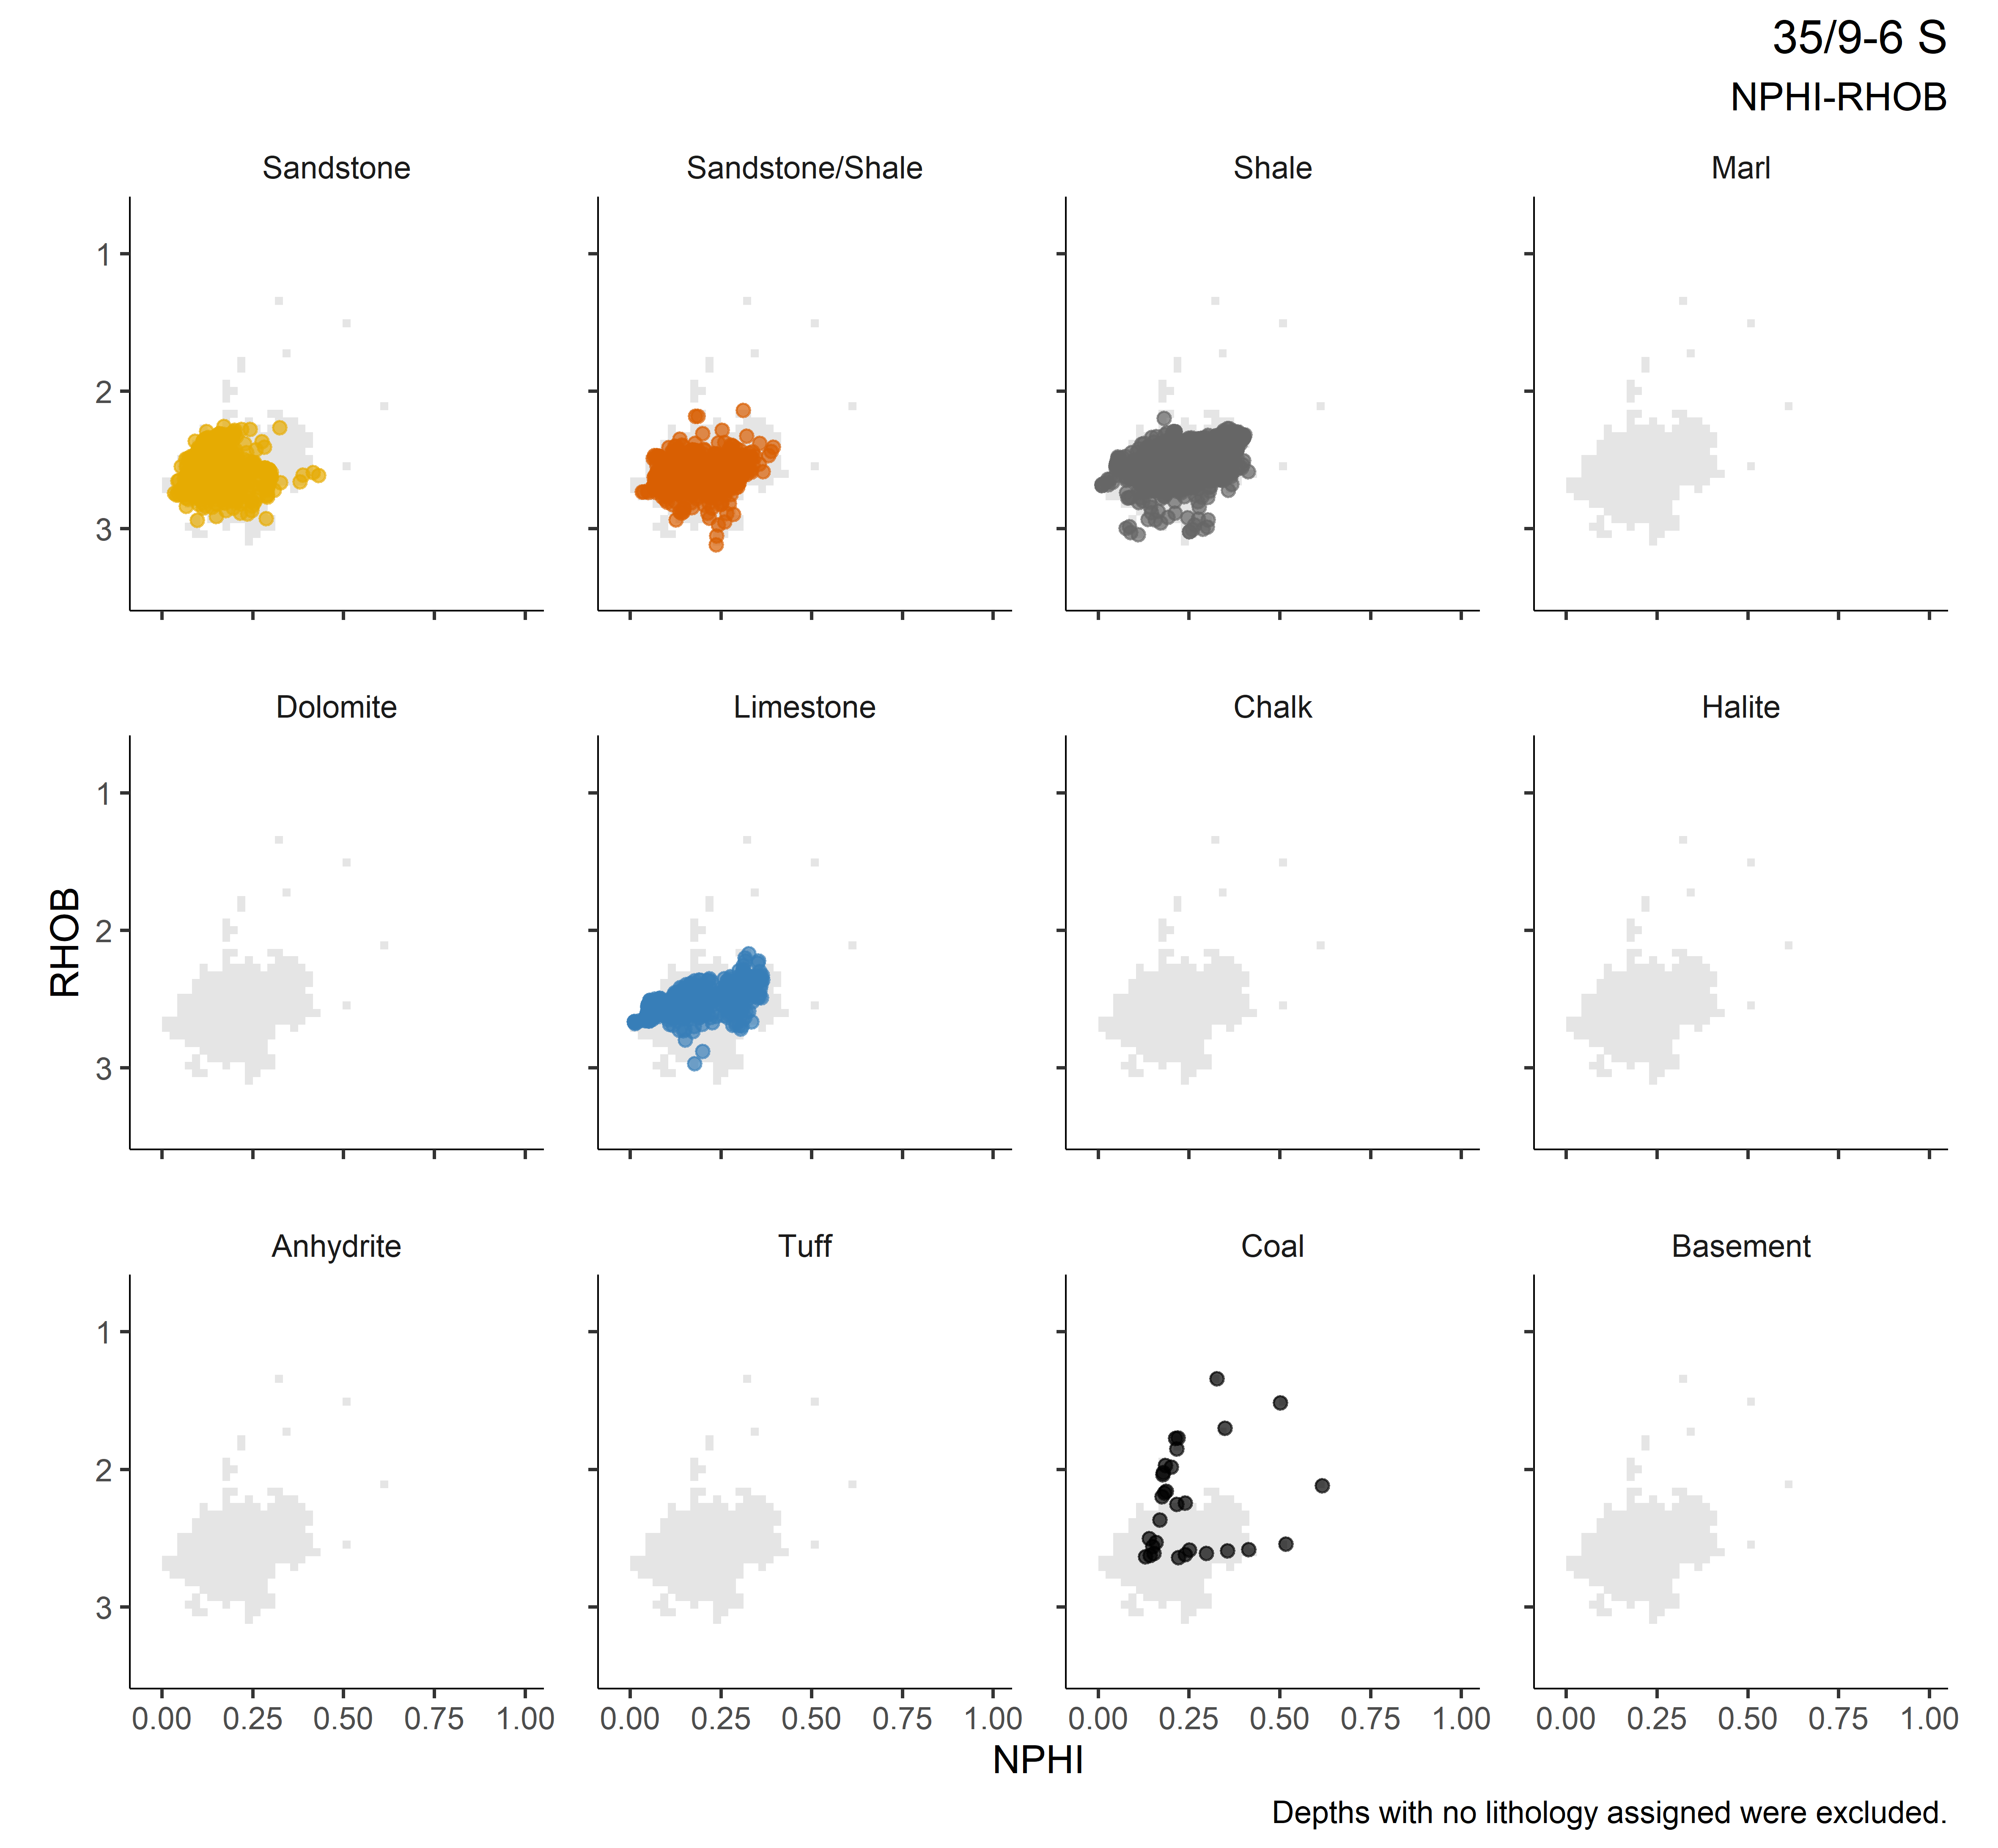 35/9-6 S
NPHI-RHOB
Sandstone Sandstone/Shale Shale Marl
1
2
3
Dolomite Limestone Chalk Halite
RHOB
1
2
3
Anhydrite Tuff Coal Basement
1
2
3
0.00 0.25 0.50 0.75 1.00 0.00 0.25 0.50 0.75 1.00 0.00 0.25 0.50 0.75 1.00 0.00 0.25 0.50 0.75 1.00
NPHI
Depths with no lithology assigned were excluded.